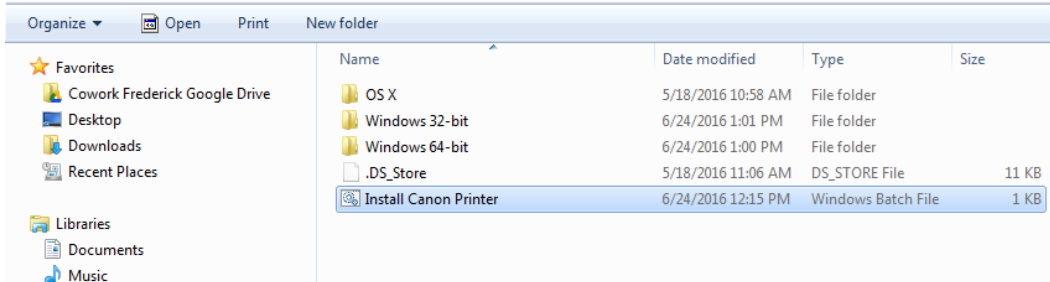 Organize Open Print New folder
Name Date modified Type Size
Favorites
Cowork Frederick Google Drive
Desktop
Downloads
Recent Places
Libraries
Documents
Music
OS X 5/18/2016 10:58 AM File folder
Windows 32-bit 6/24/2016 1:01 PM File folder
Windows 64-bit 6/24/2016 1:00 PM File folder
.DS_Store 5/18/2016 11:06 AM DS_STORE File 11 KB
Install Canon Printer 6/24/2016 12:15 PM Windows Batch File 1 KB